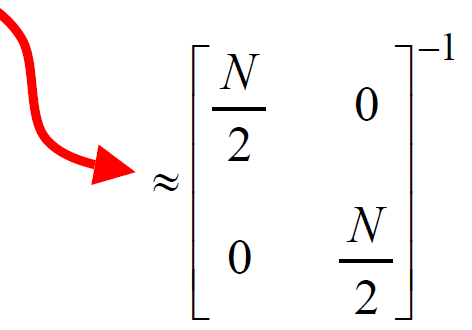 ≈ [ N/2 0 ]⁻¹
[ 0 N/2 ]